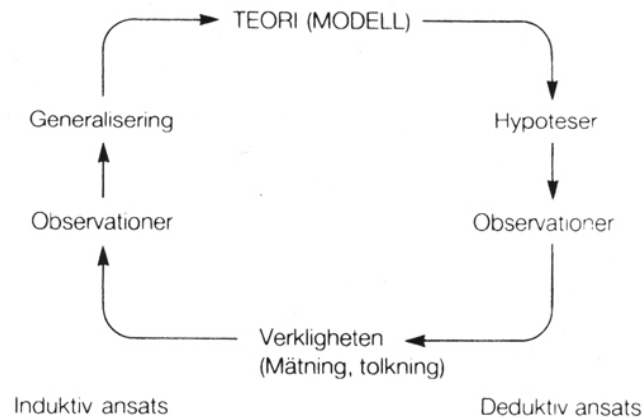 TEORI (MODELL)
Generalisering
Hypoteser
Observationer
Observationer
Verkligheten
(Mätning, tolkning)
Induktiv ansats
Deduktiv ansats